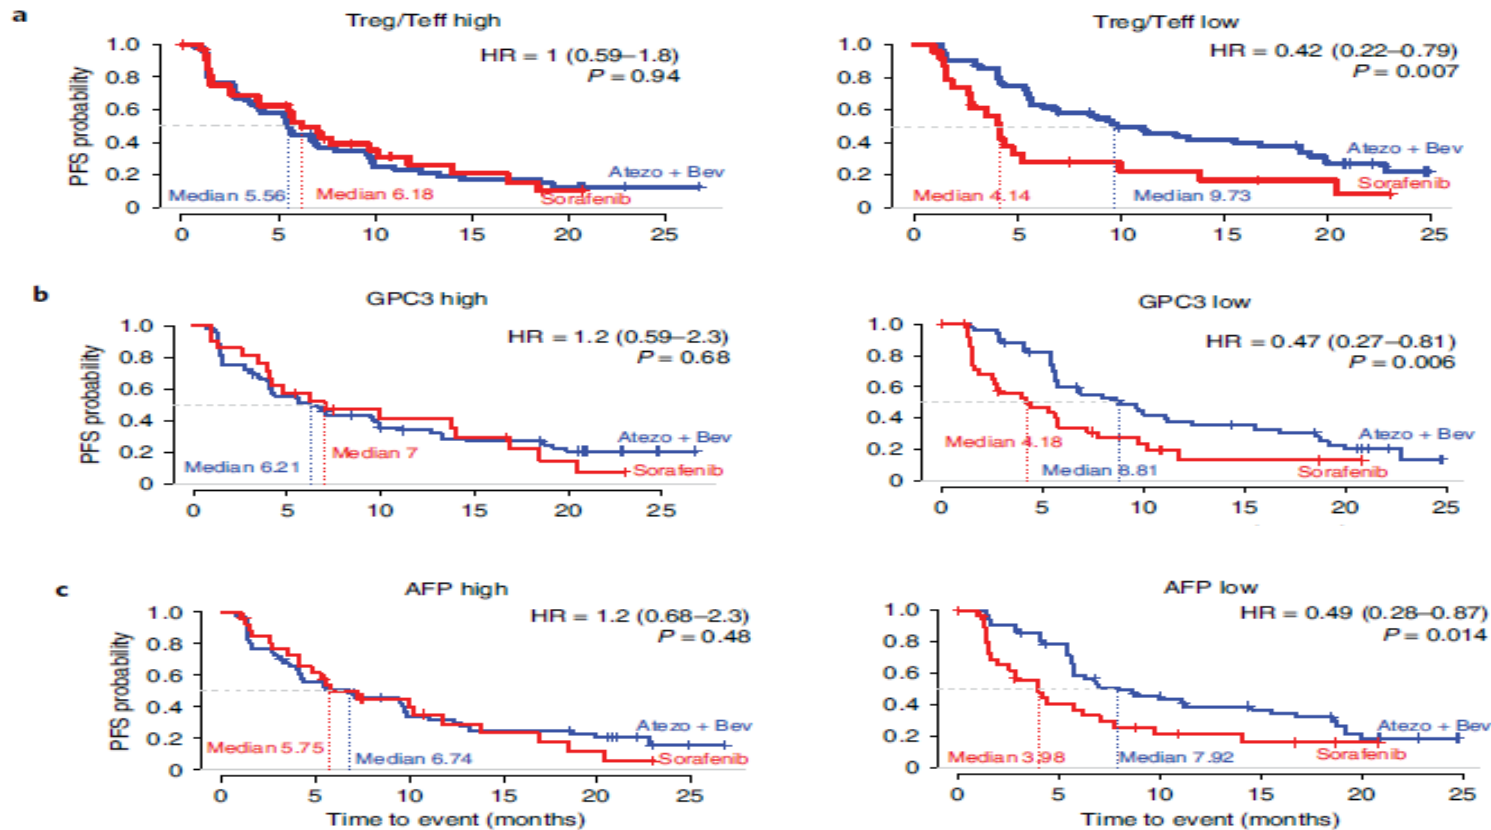 a
Treg/Teff high
HR = 1 (0.59–1.8)
P = 0.94
PFS probability
1.0
0.8
0.6
0.4
0.2
0
Atezo + Bev
Sorafenib
Median 5.56
Median 6.18
0 5 10 15 20 25
Treg/Teff low
HR = 0.42 (0.22–0.79)
P = 0.007
1.0
0.8
0.6
0.4
0.2
0
Atezo + Bev
Sorafenib
Median 4.14
Median 9.73
0 5 10 15 20 25
b
GPC3 high
HR = 1.2 (0.59–2.3)
P = 0.68
PFS probability
1.0
0.8
0.6
0.4
0.2
0
Atezo + Bev
Sorafenib
Median 6.21
Median 7
0 5 10 15 20 25
GPC3 low
HR = 0.47 (0.27–0.81)
P = 0.006
1.0
0.8
0.6
0.4
0.2
0
Atezo + Bev
Sorafenib
Median 4.18
Median 8.81
0 5 10 15 20 25
c
AFP high
HR = 1.2 (0.68–2.3)
P = 0.48
PFS probability
1.0
0.8
0.6
0.4
0.2
0
Atezo + Bev
Sorafenib
Median 5.75
Median 6.74
0 5 10 15 20 25
Time to event (months)
AFP low
HR = 0.49 (0.28–0.87)
P = 0.014
1.0
0.8
0.6
0.4
0.2
0
Atezo + Bev
Sorafenib
Median 3.98
Median 7.92
0 5 10 15 20 25
Time to event (months)